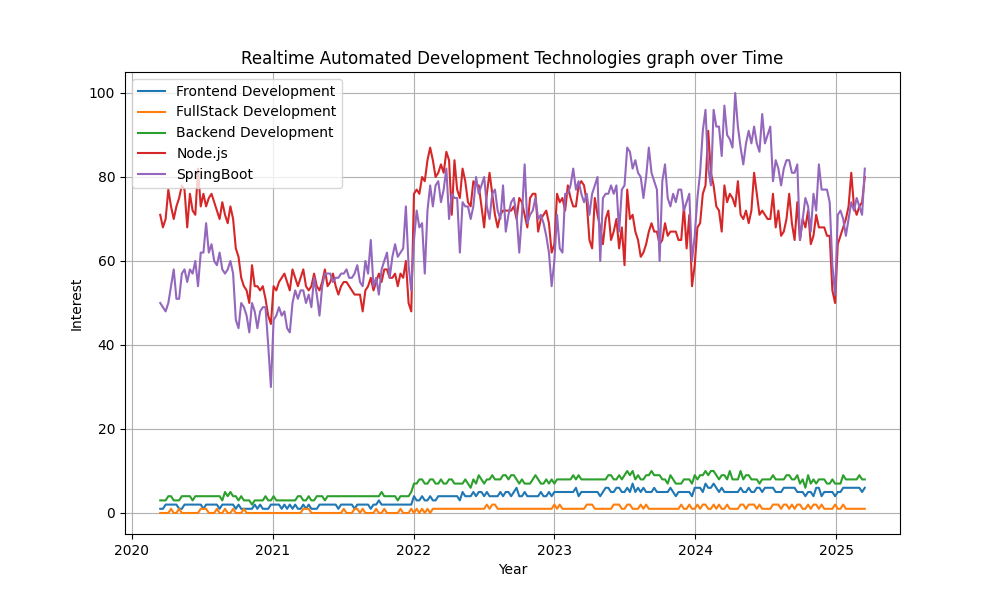 Realtime Automated Development Technologies graph over Time
Frontend Development
FullStack Development
Backend Development
Node.js
SpringBoot
100
80
60
40
20
0
Interest
2020 2021 2022 2023 2024 2025
Year